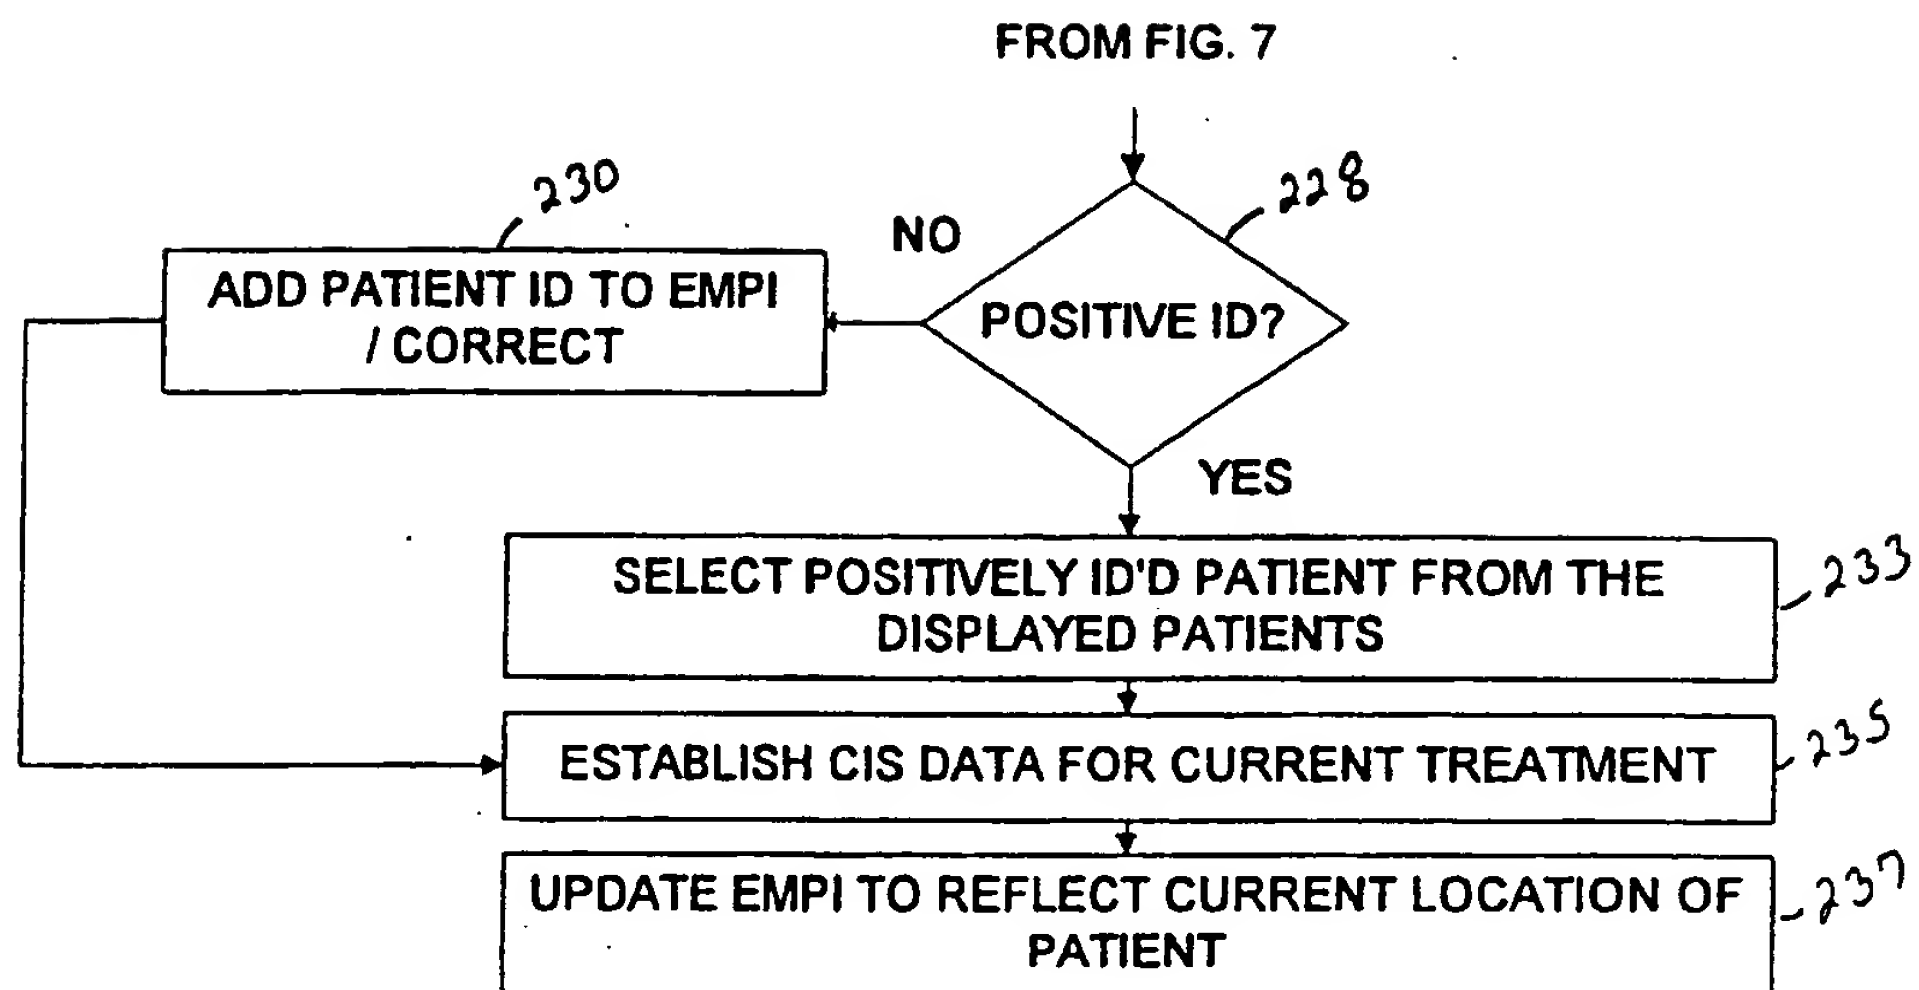 FROM FIG. 7
230
228
NO
ADD PATIENT ID TO EMPI
/ CORRECT
POSITIVE ID?
YES
SELECT POSITIVELY ID'D PATIENT FROM THE
DISPLAYED PATIENTS
233
ESTABLISH CIS DATA FOR CURRENT TREATMENT
235
UPDATE EMPI TO REFLECT CURRENT LOCATION OF
PATIENT
237